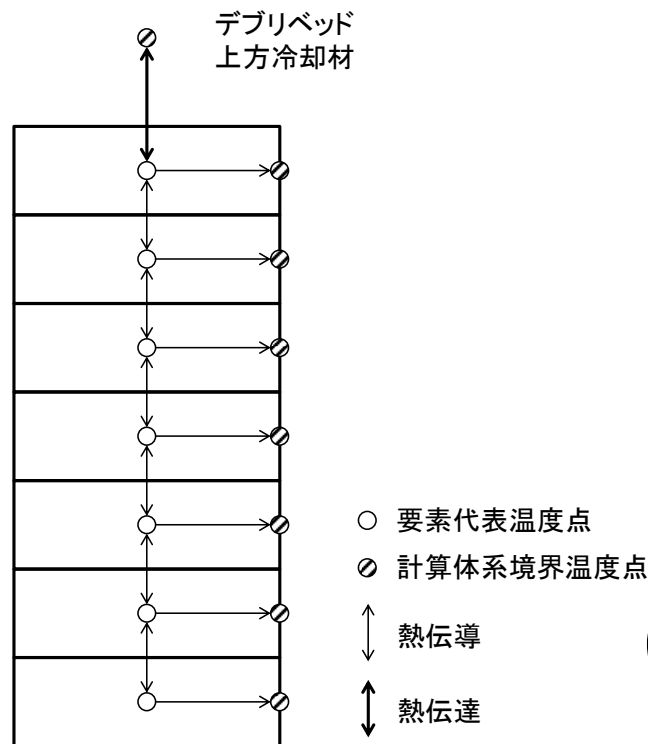 デブリベッド
上方冷却材
要素代表温度点
計算体系境界温度点
熱伝導
熱伝達